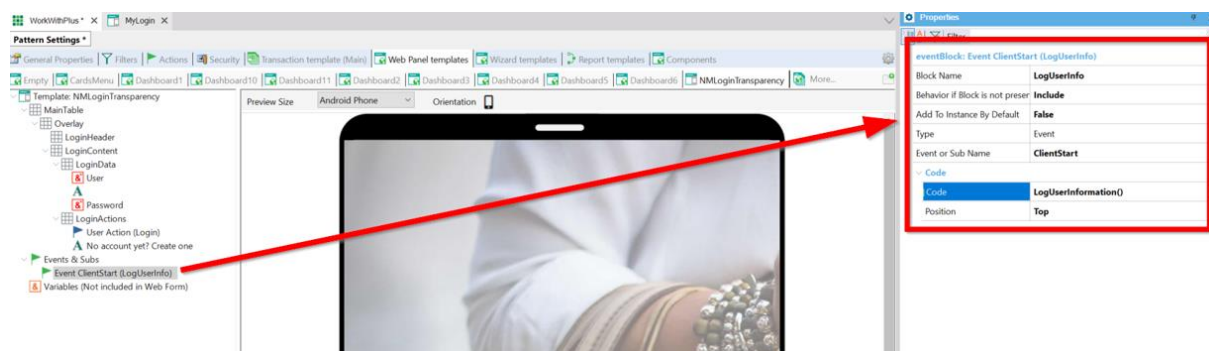 WorkWithPlus * X MyLogin X
Properties
Pattern Settings *
Filter
General Properties Filters Actions Security Transaction template (Main) Web Panel templates Wizard templates Report templates Components
Empty CardsMenu Dashboard1 Dashboard10 Dashboard11 Dashboard2 Dashboard3 Dashboard4 Dashboard5 Dashboard6 NMLoginTransparency More...
Template: NMLoginTransparency
MainTable
Overlay
LoginHeader
LoginContent
LoginData
& User
A
& Password
LoginActions
User Action (Login)
A No account yet? Create one
Events & Subs
Event ClientStart (LogUserInfo)
& Variables (Not included in Web Form)
Preview Size Android Phone Orientation
eventBlock: Event ClientStart (LogUserInfo)
Block Name LogUserInfo
Behavior if Block is not preser Include
Add To Instance By Default False
Type Event
Event or Sub Name ClientStart
Code
Code LogUserInformation()
Position Top